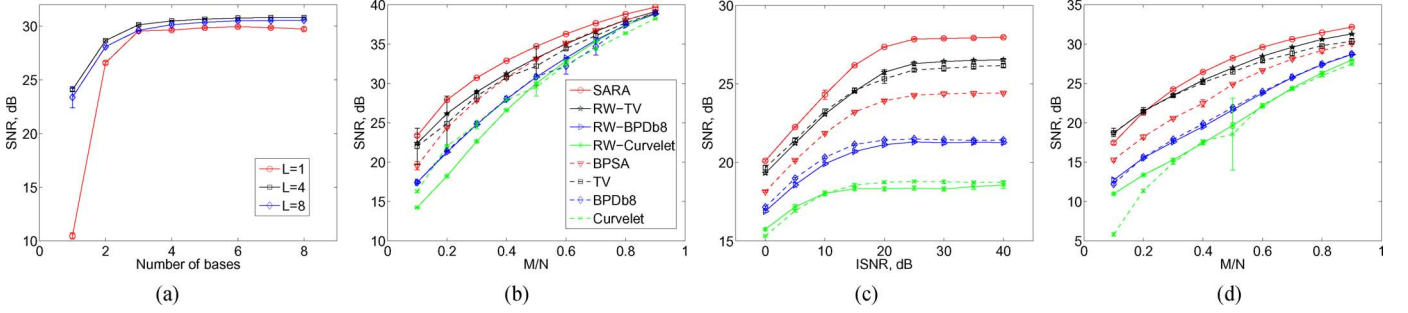 SNR, dB
30
25
20
15
10
0
2
4
6
8
10
Number of bases
L=1
L=4
L=8
(a)
SNR, dB
40
35
30
25
20
15
10
0
0.2
0.4
0.6
0.8
1
M/N
SARA
RW-TV
RW-BPDb8
RW-Curvelet
BPSA
TV
BPDb8
Curvelet
(b)
SNR, dB
30
25
20
15
0
10
20
30
40
ISNR, dB
(c)
SNR, dB
35
30
25
20
15
10
5
0
0.2
0.4
0.6
0.8
1
M/N
(d)